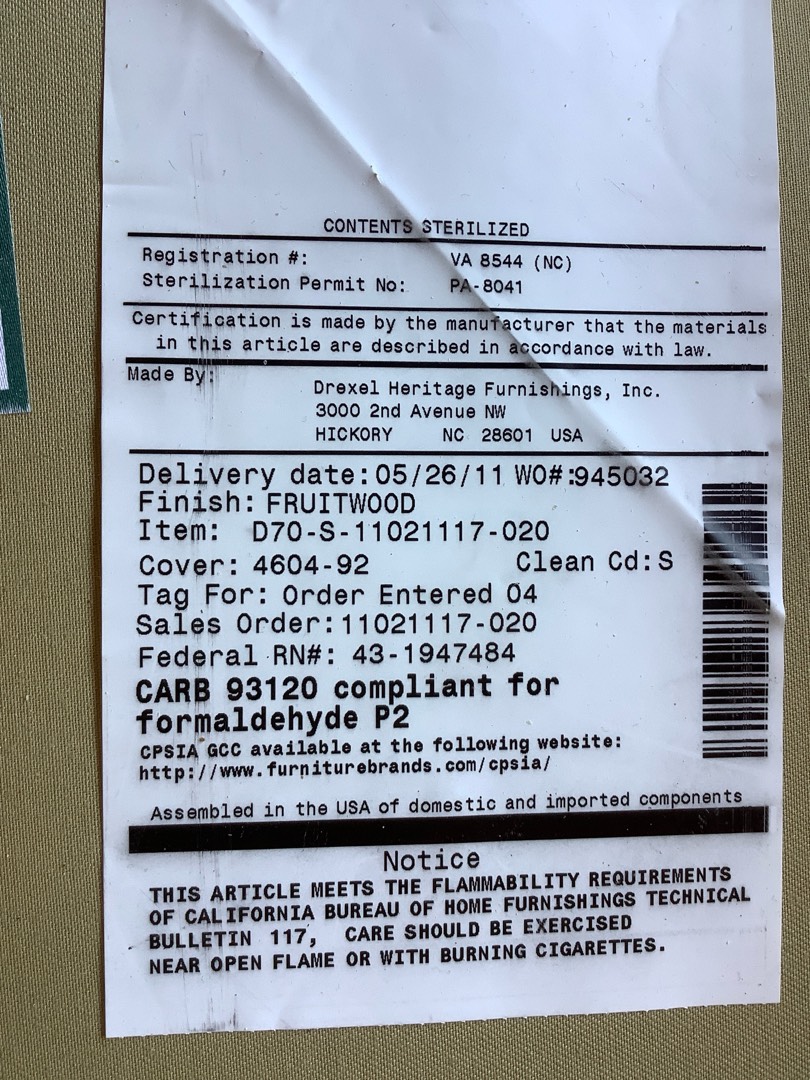 CONTENTS STERILIZED
Registration #: VA 8544 (NC)
Sterilization Permit No: PA-8041
Certification is made by the manufacturer that the materials
in this article are described in accordance with law.
Made By:
Drexel Heritage Furnishings, Inc.
3000 2nd Avenue NW
HICKORY NC 28601 USA
Delivery date:05/26/11 WO#:945032
Finish: FRUITWOOD
Item: D70-S-11021117-020
Cover: 4604-92 Clean Cd:S
Tag For: Order Entered 04
Sales Order:11021117-020
Federal RN#: 43-1947484
CARB 93120 compliant for
formaldehyde P2
CPSIA GCC available at the following website:
http://www.furniturebrands.com/cpsia/
Assembled in the USA of domestic and imported components
Notice
THIS ARTICLE MEETS THE FLAMMABILITY REQUIREMENTS
OF CALIFORNIA BUREAU OF HOME FURNISHINGS TECHNICAL
BULLETIN 117, CARE SHOULD BE EXERCISED
NEAR OPEN FLAME OR WITH BURNING CIGARETTES.